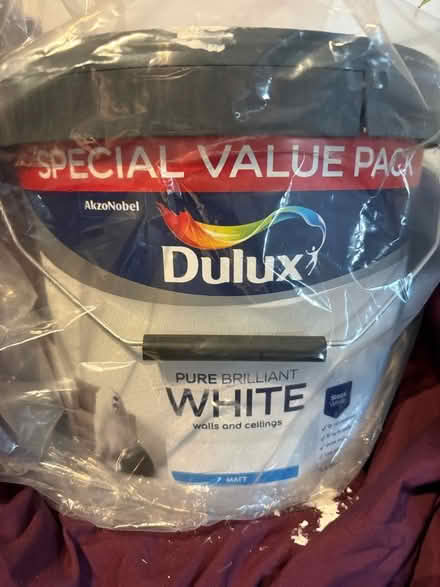 SPECIAL VALUE PACK
AkzoNobel
Dulux
PURE BRILLIANT
WHITE
walls and ceilings
MATT